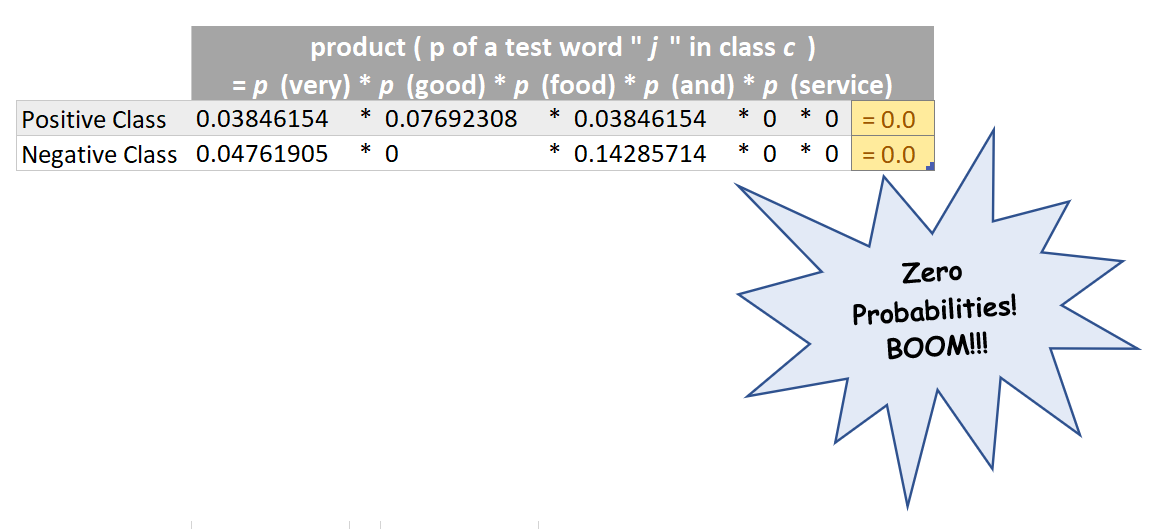 product ( p of a test word " j " in class c )
= p (very) * p (good) * p (food) * p (and) * p (service)
Positive Class 0.03846154 * 0.07692308 * 0.03846154 * 0 * 0 = 0.0
Negative Class 0.04761905 * 0 * 0.14285714 * 0 * 0 = 0.0
Zero
Probabilities!
BOOM!!!